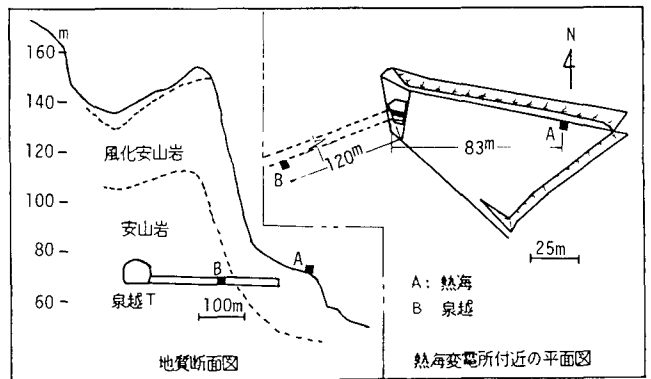 m
160
140
120
100
80
60
風化安山岩
安山岩
B
A
泉越T
100m
地質断面図
N
A
83m
120m
B
25m
A: 熱海
B 泉越
熱海変電所付近の平面図